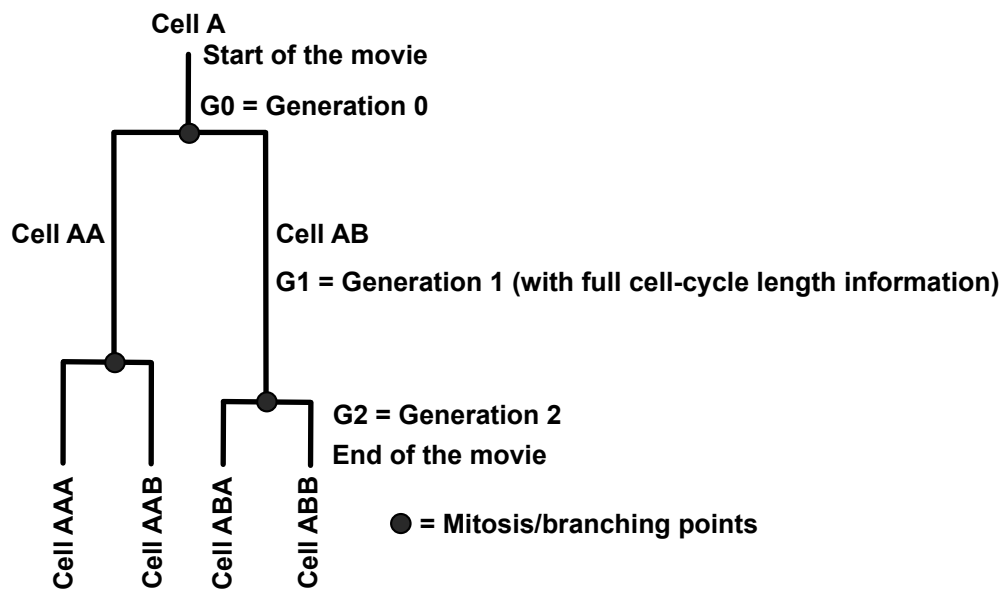 Cell A
Start of the movie
G0 = Generation 0
Cell AA
Cell AB
G1 = Generation 1 (with full cell-cycle length information)
G2 = Generation 2
End of the movie
Cell AAA
Cell AAB
Cell ABA
Cell ABB
= Mitosis/branching points